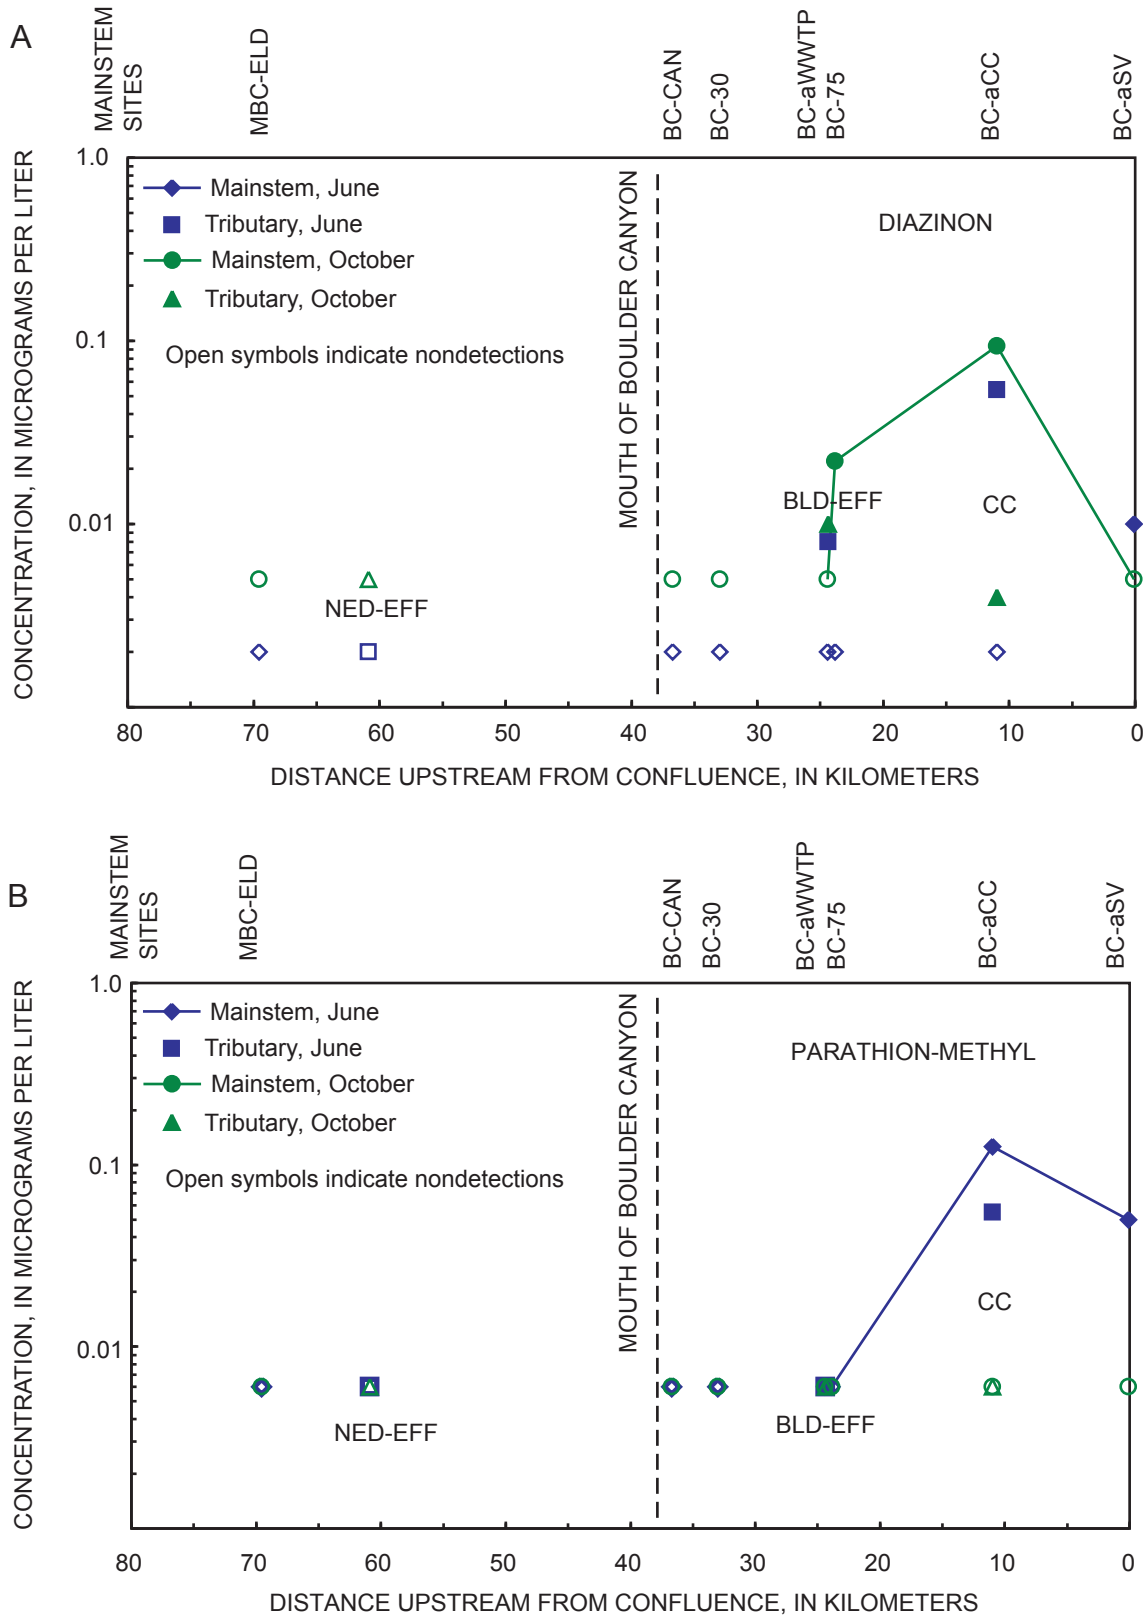 A
MAINSTEM
SITES
MBC-ELD
BC-CAN
BC-30
BC-aWWTP
BC-75
BC-aCC
BC-aSV
CONCENTRATION, IN MICROGRAMS PER LITER
1.0
0.1
0.01
Mainstem, June
Tributary, June
Mainstem, October
Tributary, October
Open symbols indicate nondetections
MOUTH OF BOULDER CANYON
DIAZINON
BLD-EFF
CC
NED-EFF
80 70 60 50 40 30 20 10 0
DISTANCE UPSTREAM FROM CONFLUENCE, IN KILOMETERS
B
MAINSTEM
SITES
MBC-ELD
BC-CAN
BC-30
BC-aWWTP
BC-75
BC-aCC
BC-aSV
CONCENTRATION, IN MICROGRAMS PER LITER
1.0
0.1
0.01
Mainstem, June
Tributary, June
Mainstem, October
Tributary, October
Open symbols indicate nondetections
MOUTH OF BOULDER CANYON
PARATHION-METHYL
CC
NED-EFF
BLD-EFF
80 70 60 50 40 30 20 10 0
DISTANCE UPSTREAM FROM CONFLUENCE, IN KILOMETERS